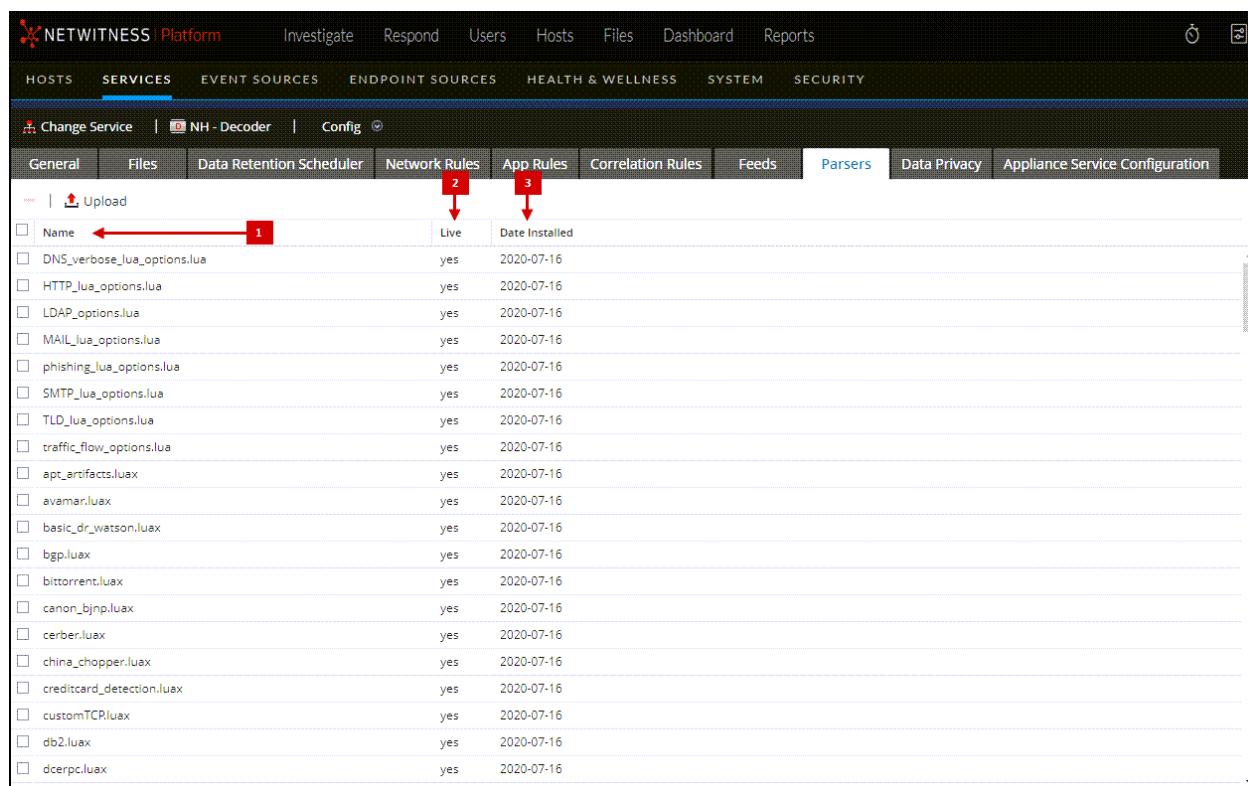 NETWITNESS Platform Investigate Respond Users Hosts Files Dashboard Reports
HOSTS SERVICES EVENT SOURCES ENDPOINT SOURCES HEALTH & WELLNESS SYSTEM SECURITY
Change Service | NH - Decoder | Config
General Files Data Retention Scheduler Network Rules App Rules Correlation Rules Feeds Parsers Data Privacy Appliance Service Configuration
2 3
| Upload
Name 1 Live Date Installed
DNS_verbose_lua_options.lua yes 2020-07-16
HTTP_lua_options.lua yes 2020-07-16
LDAP_options.lua yes 2020-07-16
MAIL_lua_options.lua yes 2020-07-16
phishing_lua_options.lua yes 2020-07-16
SMTP_lua_options.lua yes 2020-07-16
TLD_lua_options.lua yes 2020-07-16
traffic_flow_options.lua yes 2020-07-16
apt_artifacts.luax yes 2020-07-16
avamar.luax yes 2020-07-16
basic_dr_watson.luax yes 2020-07-16
bgp.luax yes 2020-07-16
bittorrent.luax yes 2020-07-16
canon_bjnp.luax yes 2020-07-16
cerber.luax yes 2020-07-16
china_chopper.luax yes 2020-07-16
creditcard_detection.luax yes 2020-07-16
customTCP.luax yes 2020-07-16
db2.luax yes 2020-07-16
dcerpc.luax yes 2020-07-16